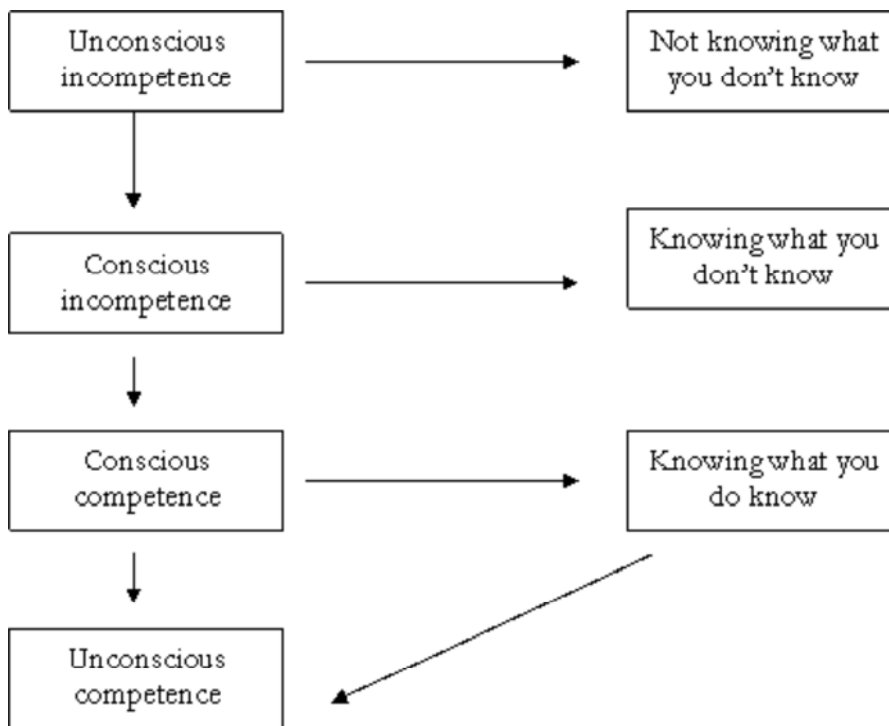 Unconscious
incompetence
Not knowing what
you don't know
Conscious
incompetence
Knowing what you
don't know
Conscious
competence
Knowing what you
do know
Unconscious
competence